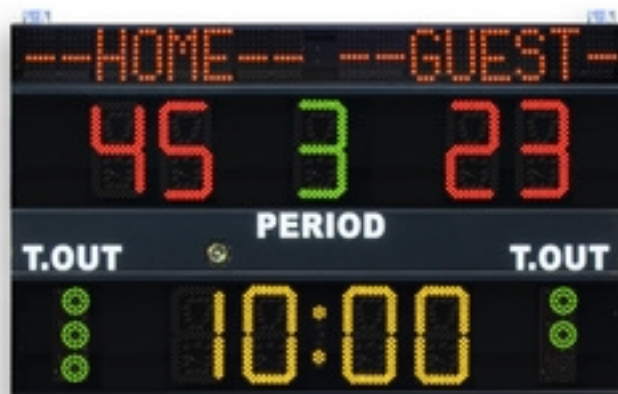 --HOME-- --GUEST-
45 3 23
PERIOD
T.OUT T.OUT
10:00